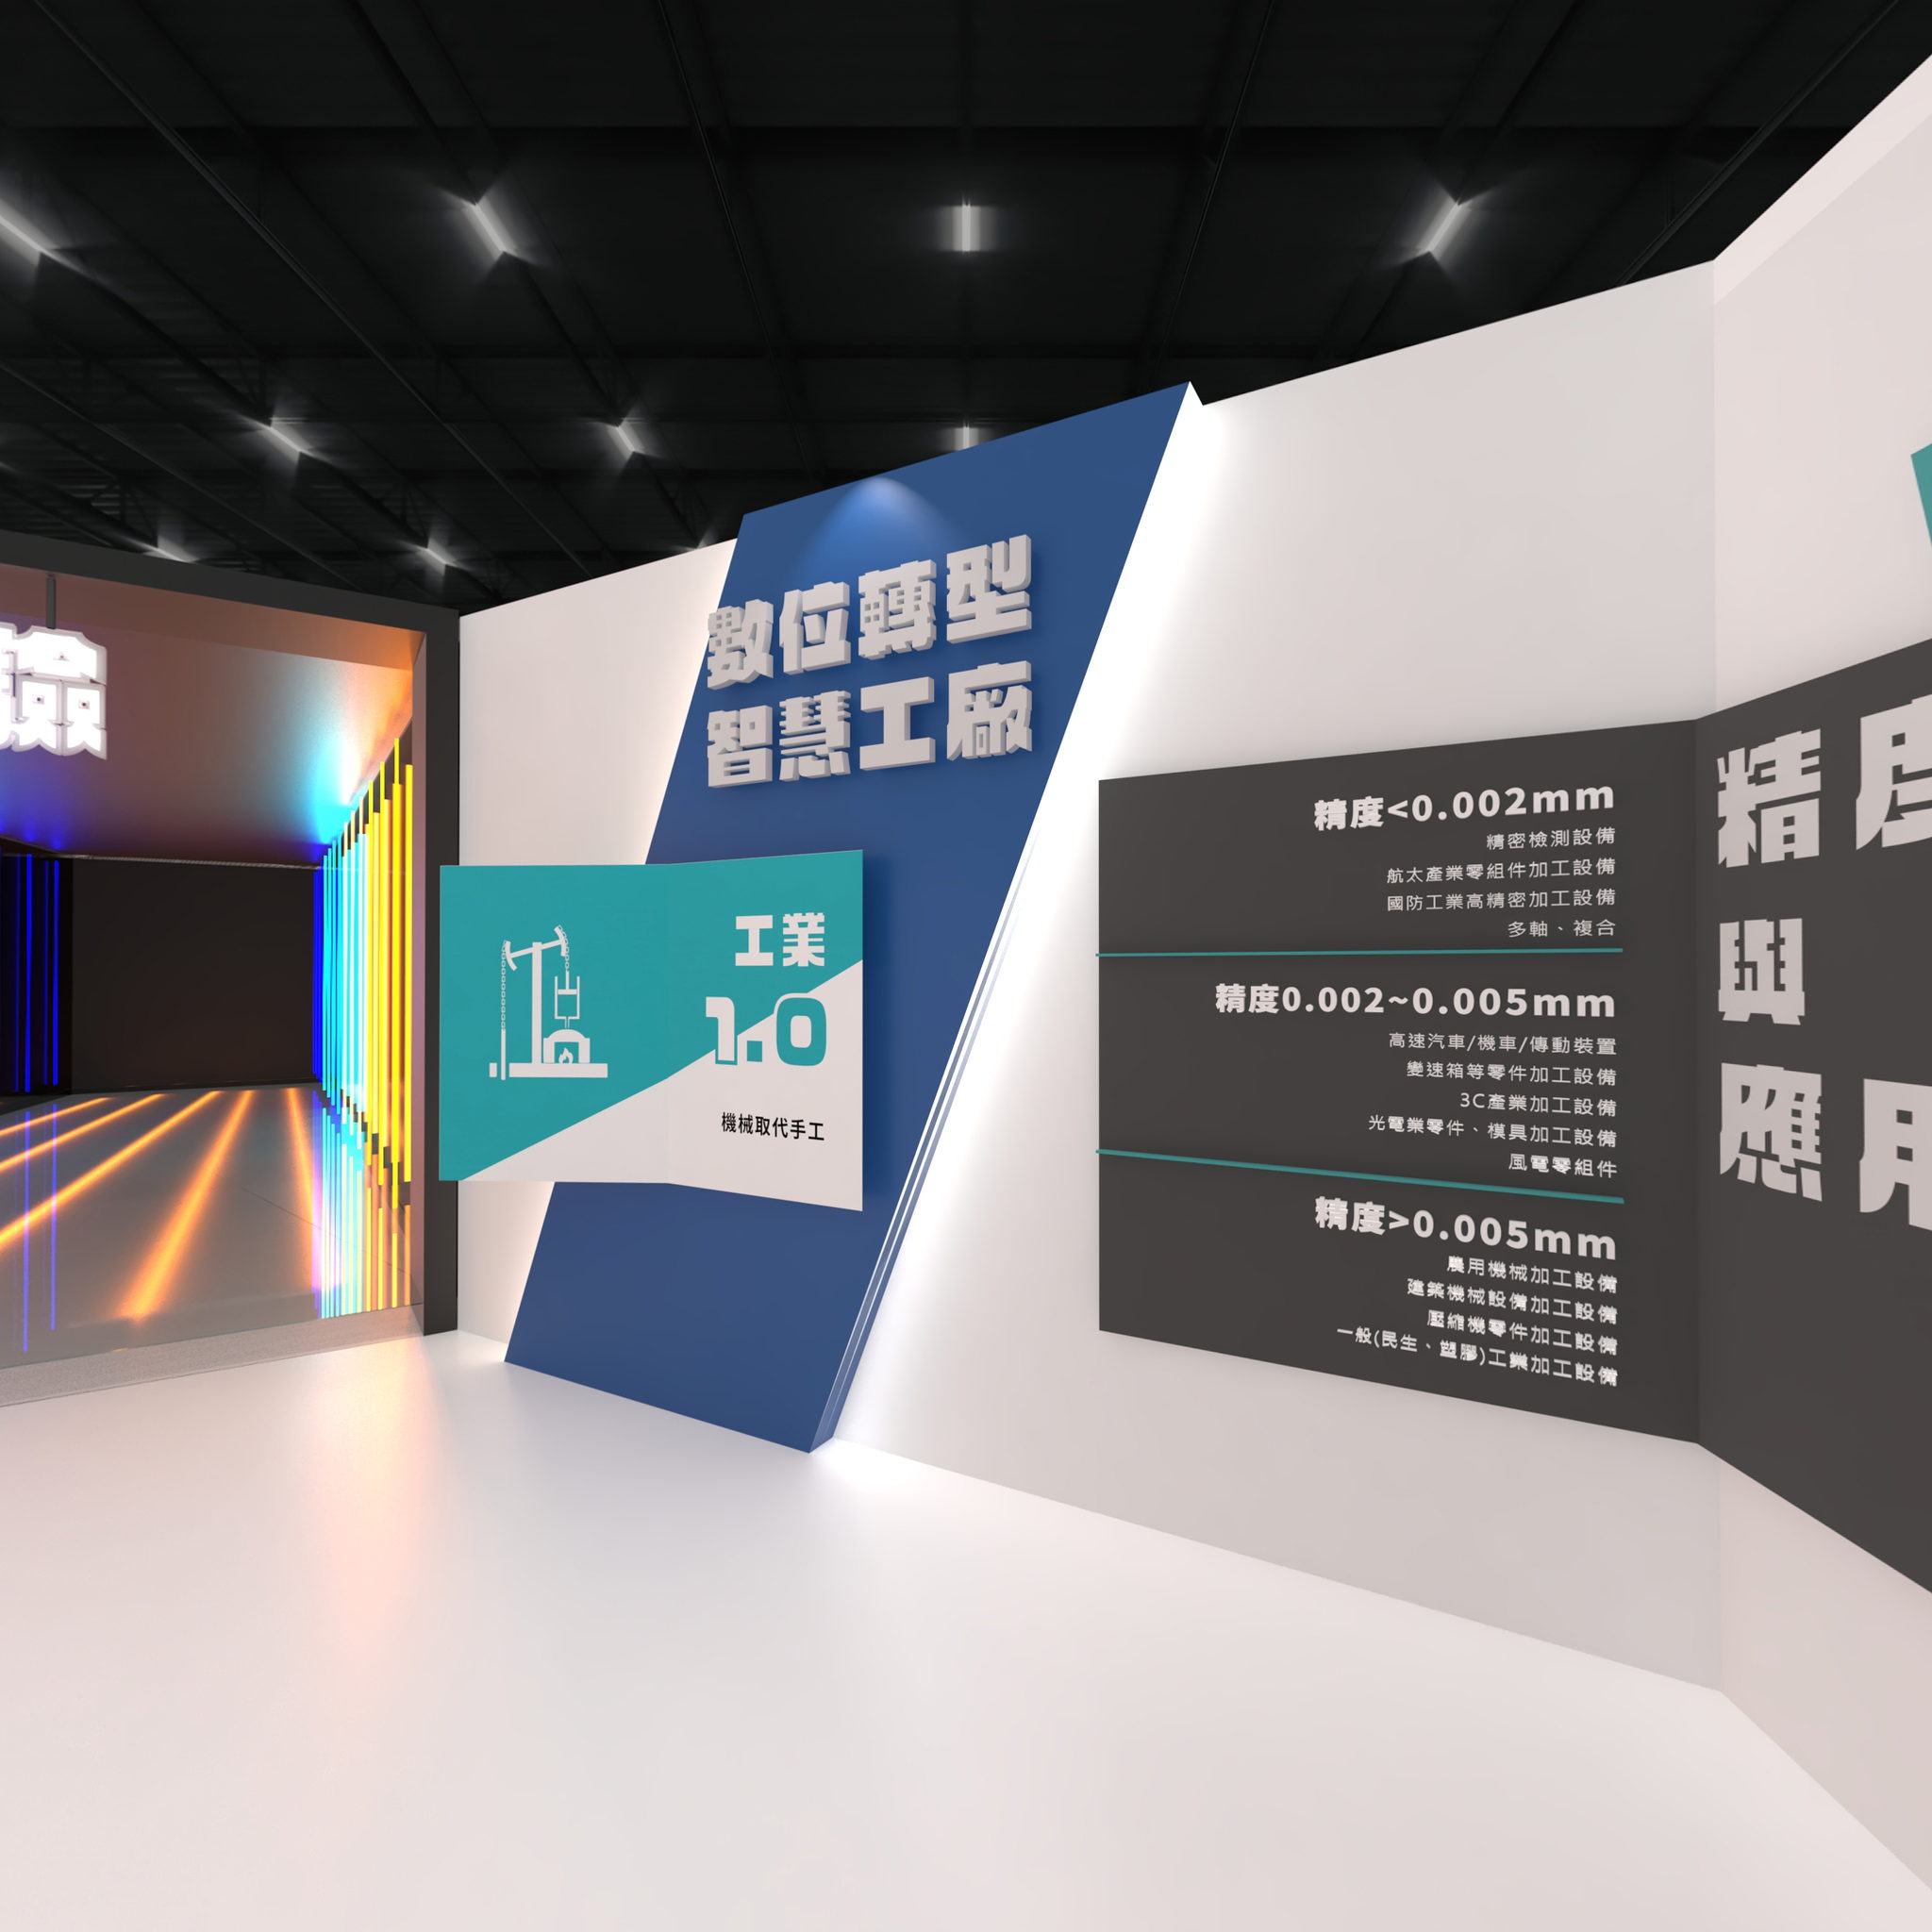 數位轉型
智慧工廠
工業
1.0
機械取代手工
精度<0.002mm
精密檢測設備
航太產業零組件加工設備
國防工業高精密加工設備
多軸、複合
精度0.002~0.005mm
高速汽車/機車/傳動裝置
變速箱等零件加工設備
3C產業加工設備
光電業零件、模具加工設備
風電零組件
精度>0.005mm
農用機械加工設備
建築機械設備加工設備
壓縮機零件加工設備
一般(民生、塑膠)工業加工設備
精度
與
應用